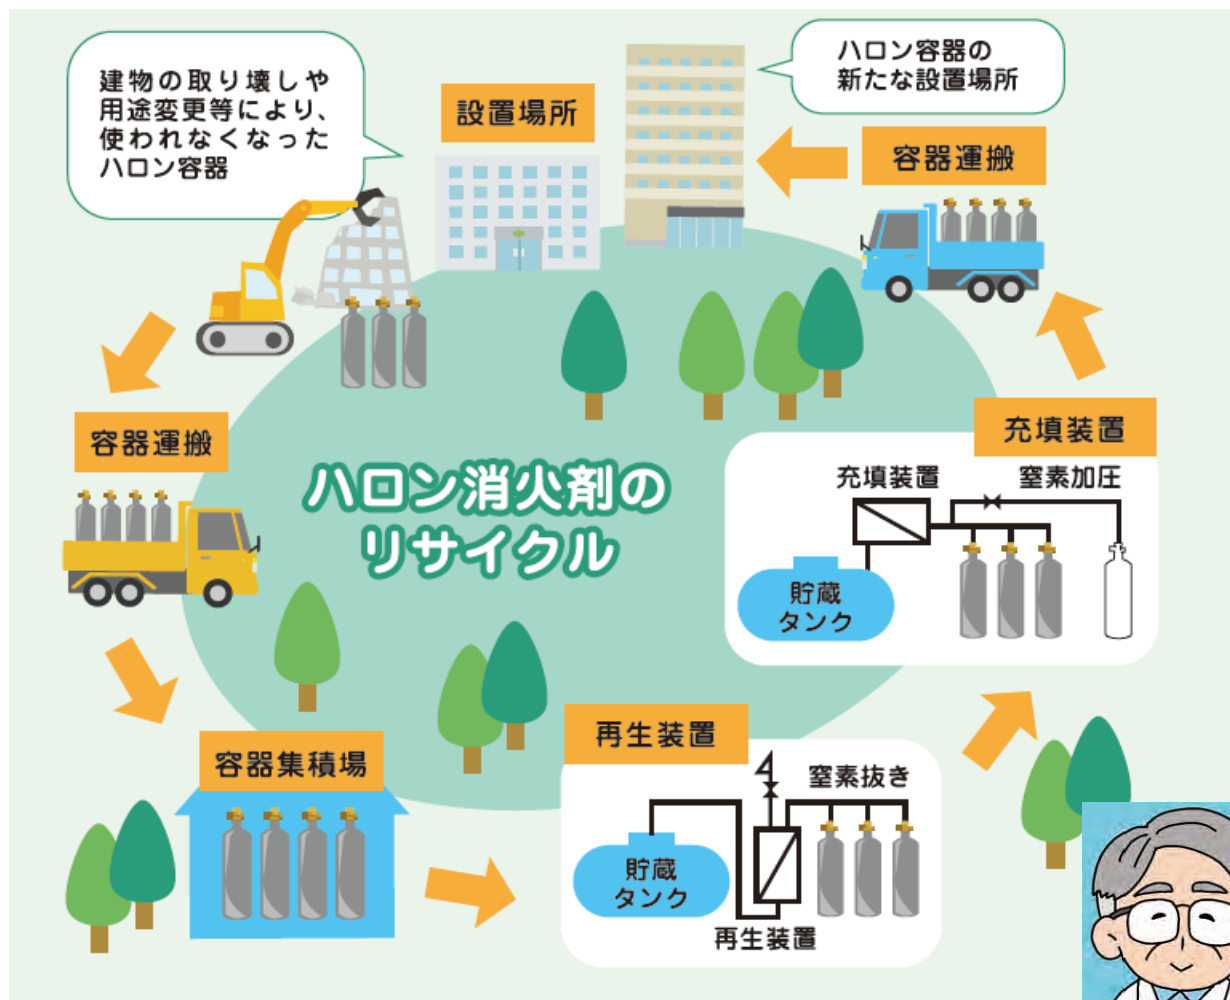 建物の取り壊しや
用途変更等により、
使われなくなった
ハロン容器
設置場所
ハロン容器の
新たな設置場所
容器運搬
容器運搬
ハロン消火剤の
リサイクル
充填装置
充填装置
窒素加圧
貯蔵
タンク
容器集積場
再生装置
窒素抜き
貯蔵
タンク
再生装置